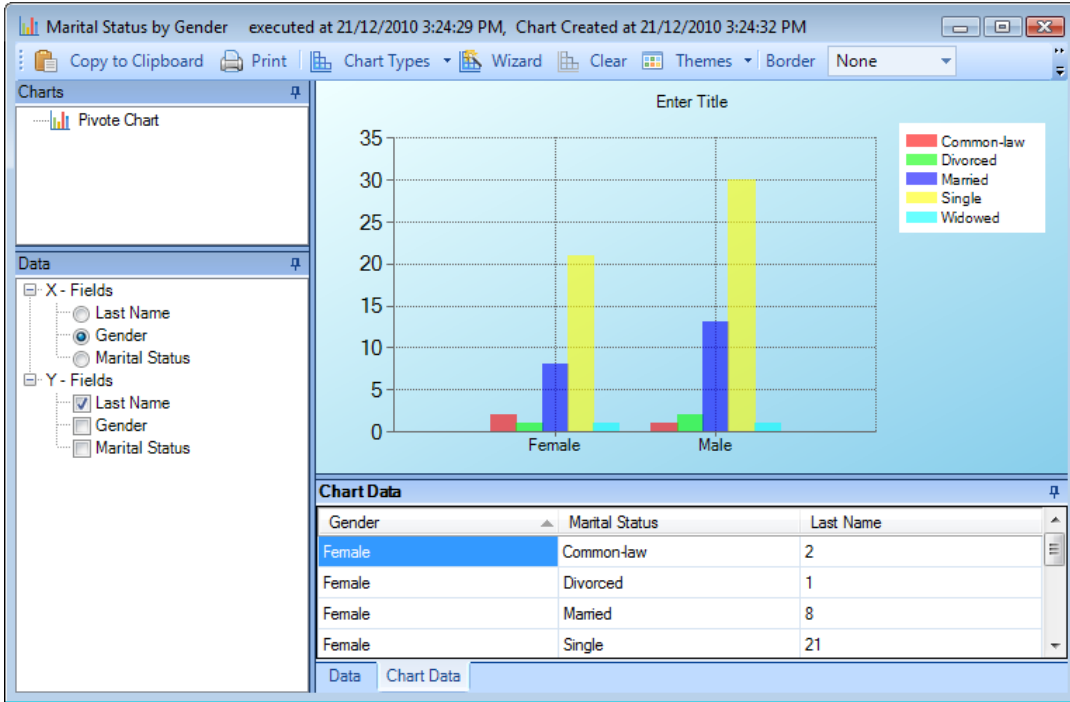 Marital Status by Gender executed at 21/12/2010 3:24:29 PM, Chart Created at 21/12/2010 3:24:32 PM
Copy to Clipboard Print Chart Types Wizard Clear Themes Border None
Charts
Pivote Chart
Data
X - Fields
Last Name
Gender
Marital Status
Y - Fields
Last Name
Gender
Marital Status
Enter Title
35
30
25
20
15
10
5
0
Female Male
Common-law
Divorced
Married
Single
Widowed
Chart Data
Gender Marital Status Last Name
Female Common-law 2
Female Divorced 1
Female Married 8
Female Single 21
Data Chart Data